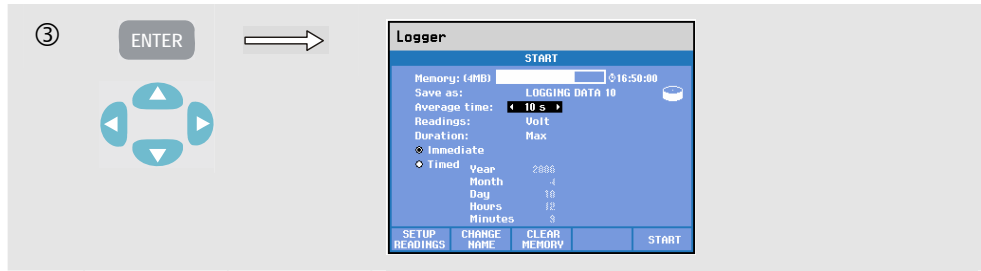 ③
ENTER
Logger
START
Memory: (4MB) 16:50:00
Save as: LOGGING DATA 10
Average time: 10 s
Readings: Volt
Duration: Max
Immediate
Timed
Year 2006
Month 4
Day 10
Hours 12
Minutes 9
SETUP READINGS CHANGE NAME CLEAR MEMORY START